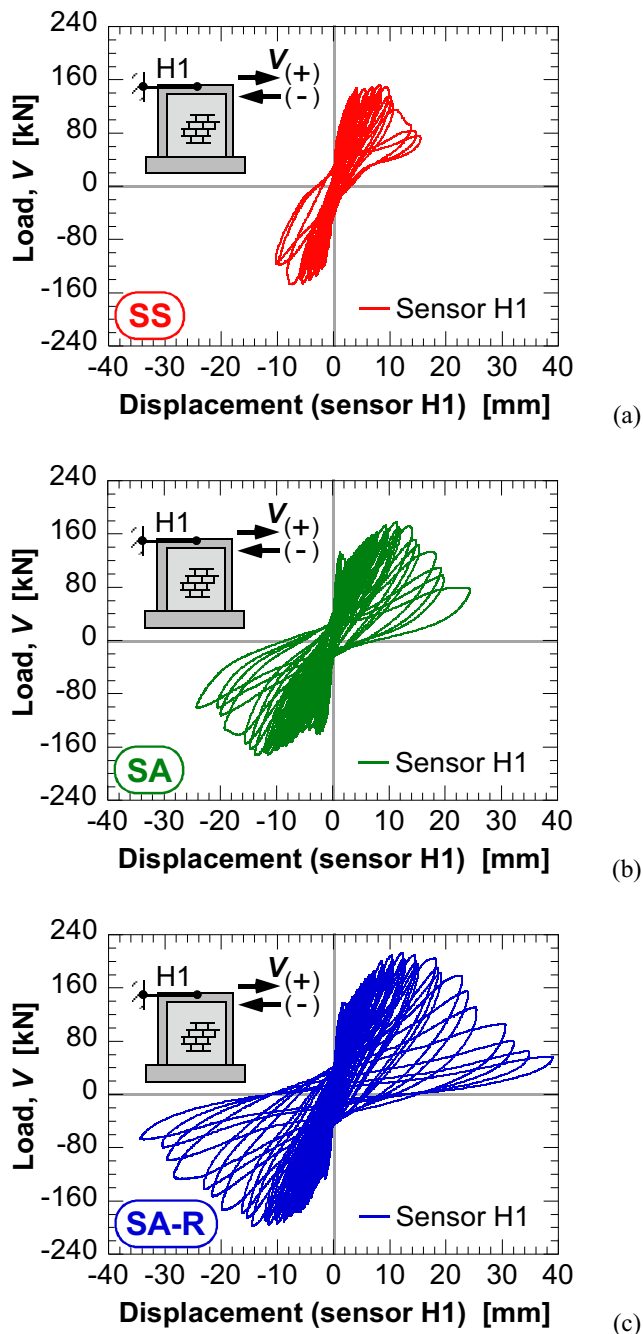 240
160
80
0
-80
-160
-240
Load, V [kN]
H1
V
(+)
(-)
SS
Sensor H1
-40 -30 -20 -10 0 10 20 30 40
Displacement (sensor H1) [mm]
(a)
240
160
80
0
-80
-160
-240
Load, V [kN]
H1
V
(+)
(-)
SA
Sensor H1
-40 -30 -20 -10 0 10 20 30 40
Displacement (sensor H1) [mm]
(b)
240
160
80
0
-80
-160
-240
Load, V [kN]
H1
V
(+)
(-)
SA-R
Sensor H1
-40 -30 -20 -10 0 10 20 30 40
Displacement (sensor H1) [mm]
(c)